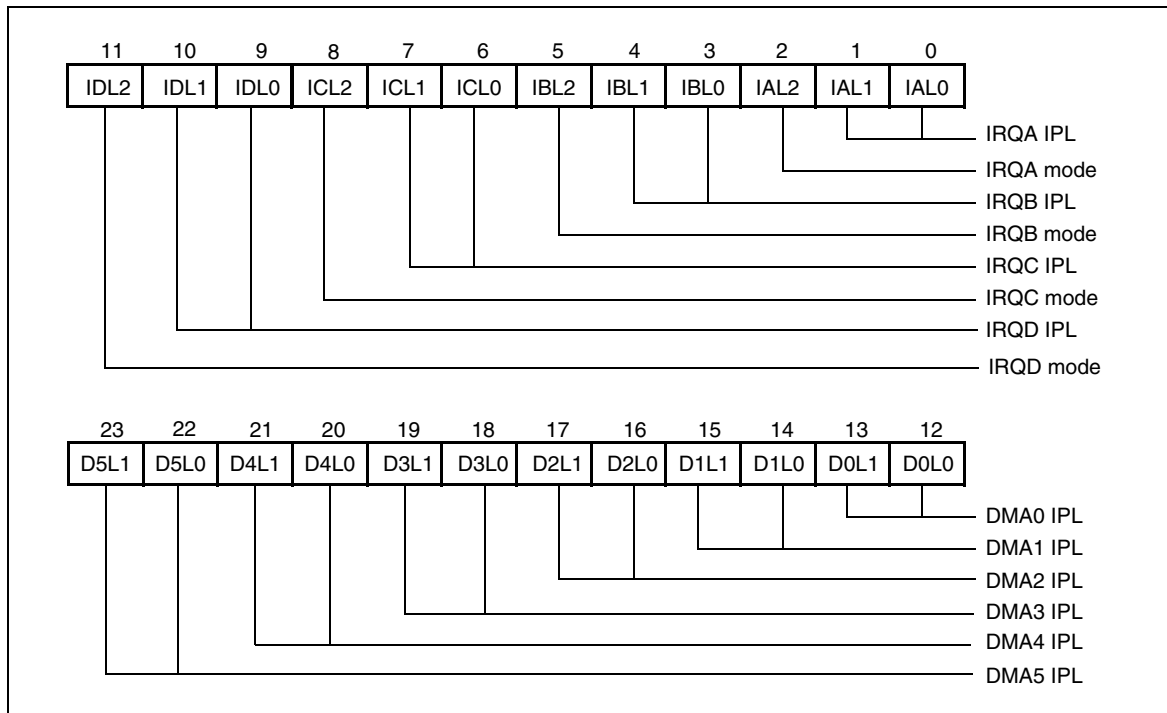 11 10 9 8 7 6 5 4 3 2 1 0
IDL2 IDL1 IDL0 ICL2 ICL1 ICL0 IBL2 IBL1 IBL0 IAL2 IAL1 IAL0
IRQA IPL
IRQA mode
IRQB IPL
IRQB mode
IRQC IPL
IRQC mode
IRQD IPL
IRQD mode
23 22 21 20 19 18 17 16 15 14 13 12
D5L1 D5L0 D4L1 D4L0 D3L1 D3L0 D2L1 D2L0 D1L1 D1L0 D0L1 D0L0
DMA0 IPL
DMA1 IPL
DMA2 IPL
DMA3 IPL
DMA4 IPL
DMA5 IPL